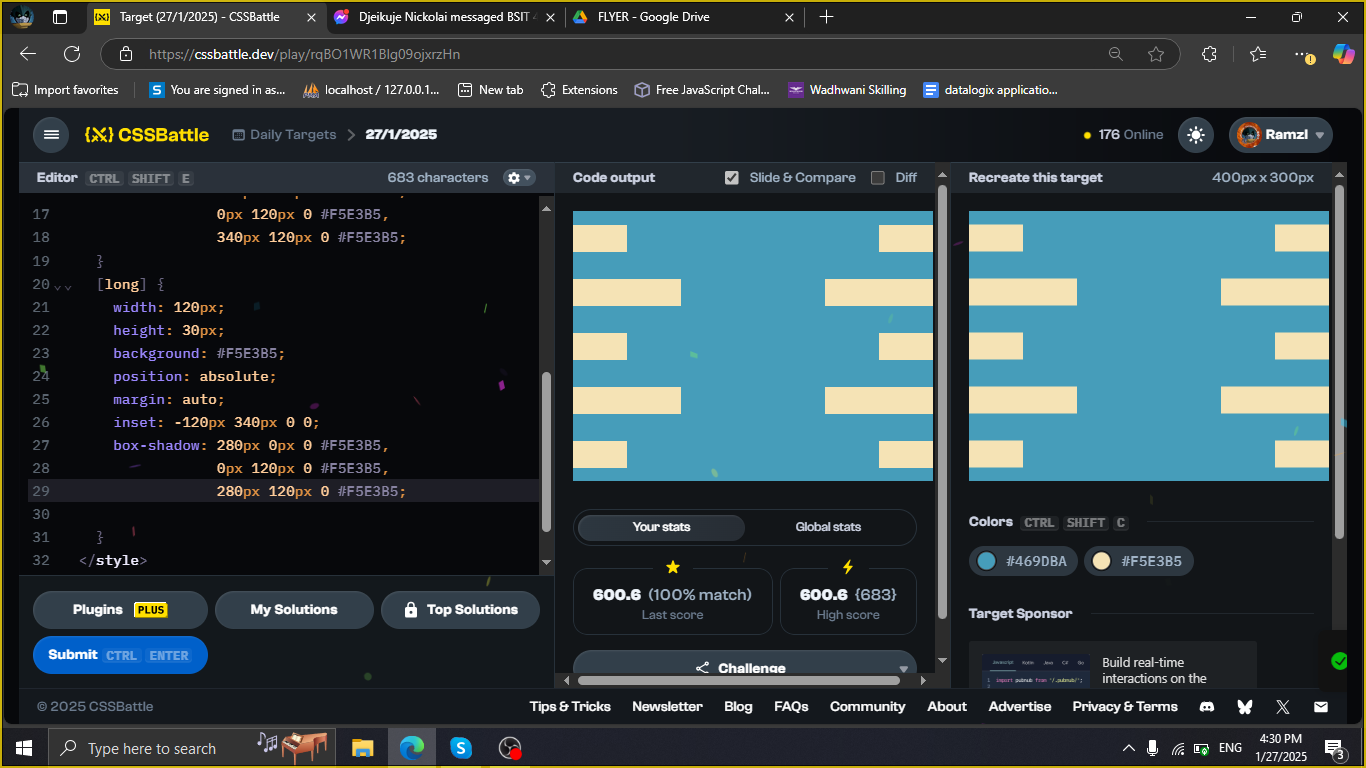 Target (27/1/2025) - CSSBattle
Djeikuje Nickolai messaged BSIT 4
FLYER - Google Drive
https://cssbattle.dev/play/rqBO1WR1Blg09ojxrzHn
Import favorites
You are signed in as...
localhost / 127.0.0.1...
New tab
Extensions
Free JavaScript Chal...
Wadhwani Skilling
datalogix applicatio...
CSSBattle
Daily Targets > 27/1/2025
176 Online
Ramzl
Editor CTRL SHIFT E
683 characters
17 0px 120px 0 #F5E3B5,
18 340px 120px 0 #F5E3B5;
19 }
20 [long] {
21 width: 120px;
22 height: 30px;
23 background: #F5E3B5;
24 position: absolute;
25 margin: auto;
26 inset: -120px 340px 0 0;
27 box-shadow: 280px 0px 0 #F5E3B5,
28 0px 120px 0 #F5E3B5,
29 280px 120px 0 #F5E3B5;
30
31 }
32 </style>
Plugins PLUS
My Solutions
Top Solutions
Submit CTRL ENTER
Code output
Slide & Compare
Diff
Your stats
Global stats
600.6 (100% match)
Last score
600.6 {683}
High score
Challenge
Recreate this target
400px x 300px
Colors CTRL SHIFT C
#469DBA
#F5E3B5
Target Sponsor
Build real-time
interactions on the
© 2025 CSSBattle
Tips & Tricks
Newsletter
Blog
FAQs
Community
About
Advertise
Privacy & Terms
Type here to search
ENG
4:30 PM
1/27/2025
3